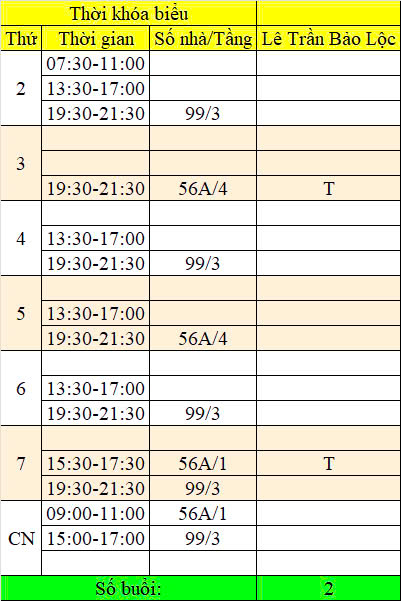 Thời khóa biểu
Thứ Thời gian Số nhà/Tầng Lê Trần Bảo Lộc
2
07:30-11:00
13:30-17:00
19:30-21:30 99/3
3
19:30-21:30 56A/4 T
4
13:30-17:00
19:30-21:30 99/3
5
13:30-17:00
19:30-21:30 56A/4
6
13:30-17:00
19:30-21:30 99/3
7
15:30-17:30 56A/1 T
19:30-21:30 99/3
CN
09:00-11:00 56A/1
15:00-17:00 99/3
Số buổi: 2